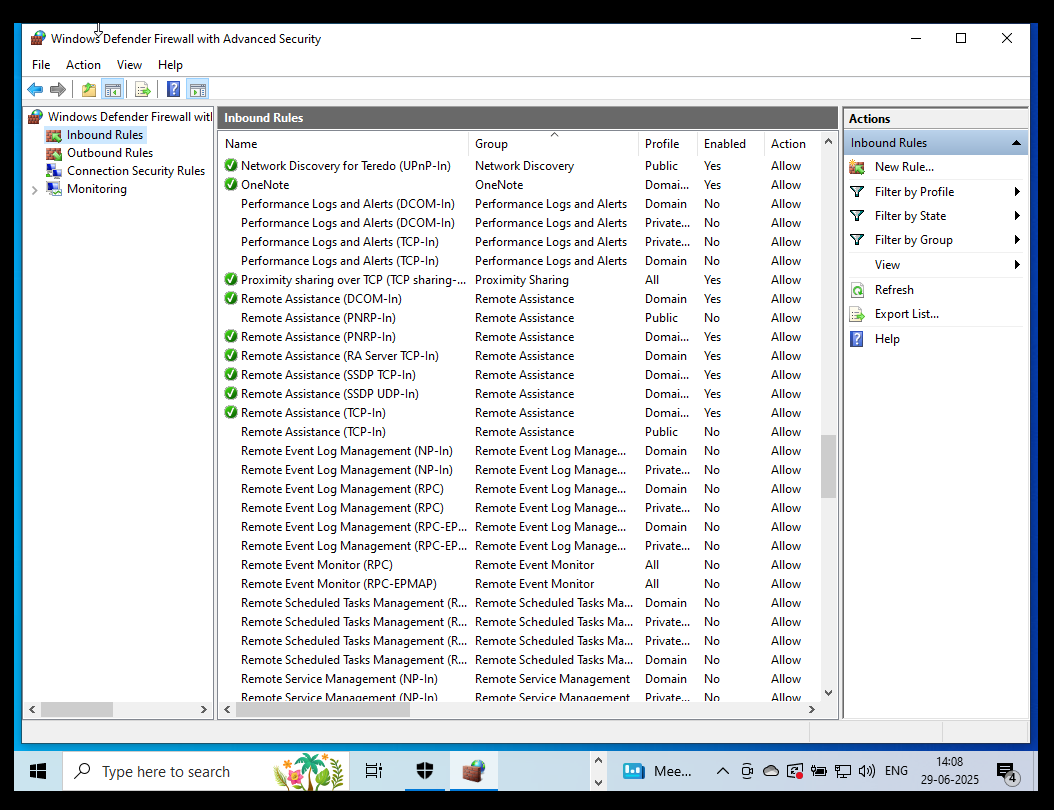 Windows Defender Firewall with Advanced Security
File Action View Help
Windows Defender Firewall wit
Inbound Rules
Outbound Rules
Connection Security Rules
Monitoring
Inbound Rules
Name Group Profile Enabled Action
Network Discovery for Teredo (UPnP-In) Network Discovery Public Yes Allow
OneNote OneNote Domai... Yes Allow
Performance Logs and Alerts (DCOM-In) Performance Logs and Alerts Domain No Allow
Performance Logs and Alerts (DCOM-In) Performance Logs and Alerts Private... No Allow
Performance Logs and Alerts (TCP-In) Performance Logs and Alerts Private... No Allow
Performance Logs and Alerts (TCP-In) Performance Logs and Alerts Domain No Allow
Proximity sharing over TCP (TCP sharing-... Proximity Sharing All Yes Allow
Remote Assistance (DCOM-In) Remote Assistance Domain Yes Allow
Remote Assistance (PNRP-In) Remote Assistance Public No Allow
Remote Assistance (PNRP-In) Remote Assistance Domai... Yes Allow
Remote Assistance (RA Server TCP-In) Remote Assistance Domain Yes Allow
Remote Assistance (SSDP TCP-In) Remote Assistance Domai... Yes Allow
Remote Assistance (SSDP UDP-In) Remote Assistance Domai... Yes Allow
Remote Assistance (TCP-In) Remote Assistance Domai... Yes Allow
Remote Assistance (TCP-In) Remote Assistance Public No Allow
Remote Event Log Management (NP-In) Remote Event Log Manage... Domain No Allow
Remote Event Log Management (NP-In) Remote Event Log Manage... Private... No Allow
Remote Event Log Management (RPC) Remote Event Log Manage... Domain No Allow
Remote Event Log Management (RPC) Remote Event Log Manage... Private... No Allow
Remote Event Log Management (RPC-EP... Remote Event Log Manage... Domain No Allow
Remote Event Log Management (RPC-EP... Remote Event Log Manage... Private... No Allow
Remote Event Monitor (RPC) Remote Event Monitor All No Allow
Remote Event Monitor (RPC-EPMAP) Remote Event Monitor All No Allow
Remote Scheduled Tasks Management (R... Remote Scheduled Tasks Ma... Domain No Allow
Remote Scheduled Tasks Management (R... Remote Scheduled Tasks Ma... Private... No Allow
Remote Scheduled Tasks Management (R... Remote Scheduled Tasks Ma... Private... No Allow
Remote Scheduled Tasks Management (R... Remote Scheduled Tasks Ma... Domain No Allow
Remote Service Management (NP-In) Remote Service Management Domain No Allow
Remote Service Management (NP-In) Remote Service Management Private... No Allow
Actions
Inbound Rules
New Rule...
Filter by Profile
Filter by State
Filter by Group
View
Refresh
Export List...
Help
Type here to search
Mee...
ENG
14:08
29-06-2025
4